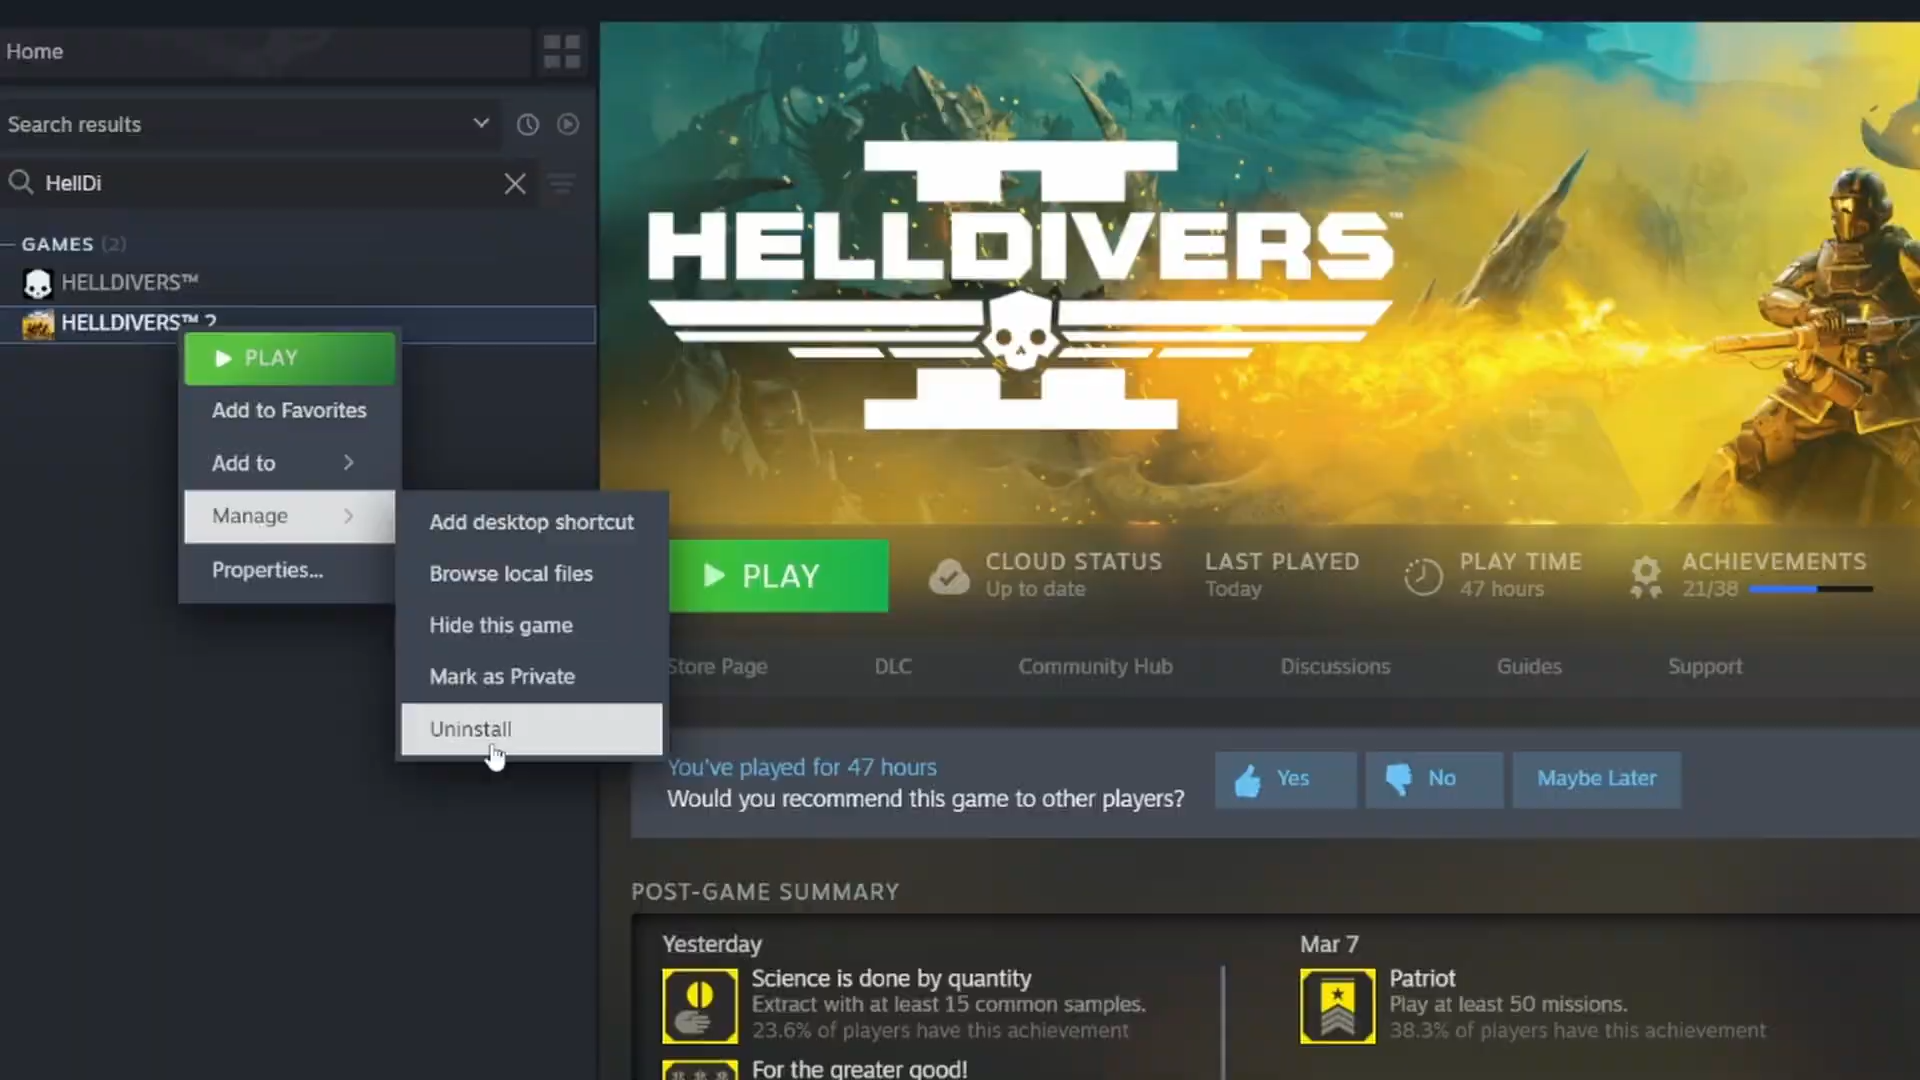 Home
Search results
HellDi
GAMES (2)
HELLDIVERS™
HELLDIVERS™ 2
PLAY
Add to Favorites
Add to
Manage
Properties...
Add desktop shortcut
Browse local files
Hide this game
Mark as Private
Uninstall
HELLDIVERS™
II
PLAY
CLOUD STATUS
Up to date
LAST PLAYED
Today
PLAY TIME
47 hours
ACHIEVEMENTS
21/38
Store Page
DLC
Community Hub
Discussions
Guides
Support
You've played for 47 hours
Would you recommend this game to other players?
Yes
No
Maybe Later
POST-GAME SUMMARY
Yesterday
Science is done by quantity
Extract with at least 15 common samples.
23.6% of players have this achievement
For the greater good!
Mar 7
Patriot
Play at least 50 missions.
38.3% of players have this achievement